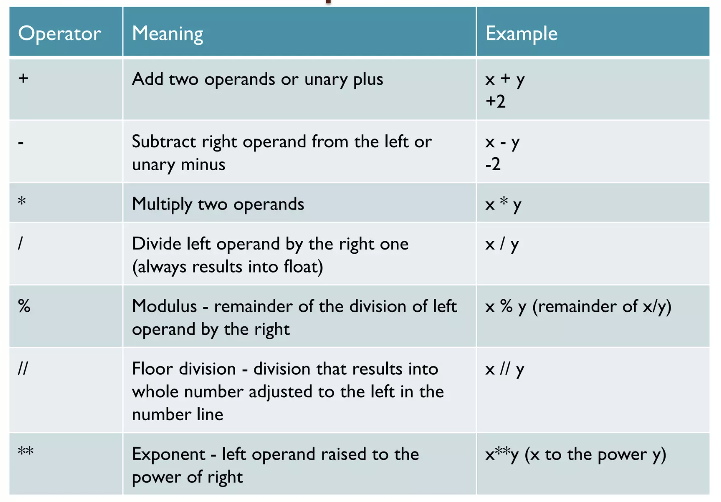 Operator Meaning Example
+ Add two operands or unary plus x + y
+2
- Subtract right operand from the left or x - y
unary minus -2
* Multiply two operands x * y
/ Divide left operand by the right one x / y
(always results into float)
% Modulus - remainder of the division of left x % y (remainder of x/y)
operand by the right
// Floor division - division that results into x // y
whole number adjusted to the left in the
number line
** Exponent - left operand raised to the x**y (x to the power y)
power of right